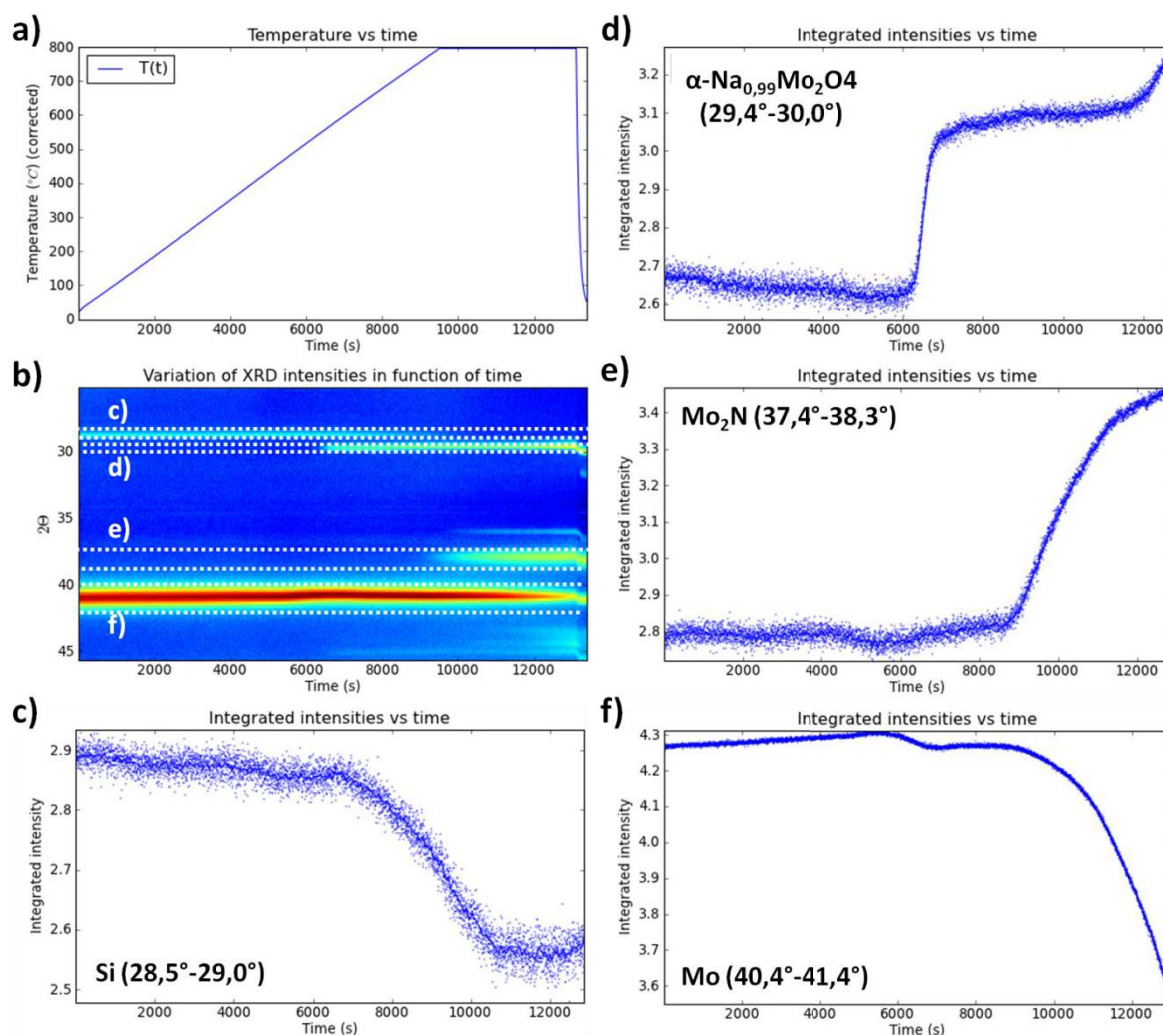 a)
Temperature vs time
T(t)
Temperature (°C) (corrected)
800
700
600
500
400
300
200
100
0
2000 4000 6000 8000 10000 12000
Time (s)
b)
Variation of XRD intensities in function of time
c)
d)
e)
f)
2Θ
30
35
40
45
2000 4000 6000 8000 10000 12000
Time (s)
c)
Integrated intensities vs time
Integrated intensity
2.9
2.8
2.7
2.6
2.5
Si (28,5°-29,0°)
2000 4000 6000 8000 10000 12000
Time (s)
d)
Integrated intensities vs time
α-Na0,99Mo2O4
(29,4°-30,0°)
Integrated intensity
3.2
3.1
3.0
2.9
2.8
2.7
2.6
2000 4000 6000 8000 10000 12000
Time (s)
e)
Integrated intensities vs time
Mo2N (37,4°-38,3°)
Integrated intensity
3.4
3.3
3.2
3.1
3.0
2.9
2.8
2000 4000 6000 8000 10000 12000
Time (s)
f)
Integrated intensities vs time
Integrated intensity
4.3
4.2
4.1
4.0
3.9
3.8
3.7
3.6
Mo (40,4°-41,4°)
2000 4000 6000 8000 10000 12000
Time (s)